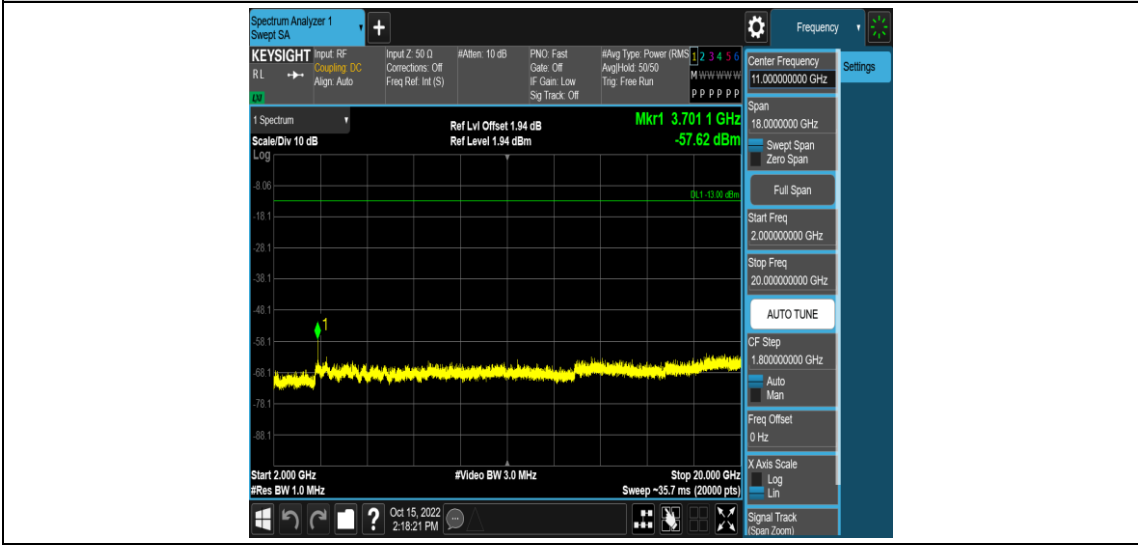 Spectrum Analyzer 1
Swept SA
+
Frequency
KEYSIGHT
RL
LXI
Input: RF
Coupling: DC
Align: Auto
Input Z: 50 Ω
Corrections: Off
Freq Ref: Int (S)
#Atten: 10 dB
PNO: Fast
Gate: Off
IF Gain: Low
Sig Track: Off
#Avg Type: Power (RMS
Avg|Hold: 50/50
Trig: Free Run
1 2 3 4 5 6
M W W W W W
P P P P P P
1 Spectrum
Scale/Div 10 dB
Log
Ref Lvl Offset 1.94 dB
Ref Level 1.94 dBm
Mkr1 3.701 1 GHz
-57.62 dBm
-8.06
DL1 -13.00 dBm
-18.1
-28.1
-38.1
-48.1
1
-58.1
-68.1
-78.1
-88.1
Start 2.000 GHz
#Res BW 1.0 MHz
#Video BW 3.0 MHz
Stop 20.000 GHz
Sweep ~35.7 ms (20000 pts)
?
Oct 15, 2022
2:18:21 PM
Center Frequency
11.000000000 GHz
Settings
Span
18.0000000 GHz
Swept Span
Zero Span
Full Span
Start Freq
2.000000000 GHz
Stop Freq
20.000000000 GHz
AUTO TUNE
CF Step
1.800000000 GHz
Auto
Man
Freq Offset
0 Hz
X Axis Scale
Log
Lin
Signal Track
(Span Zoom)